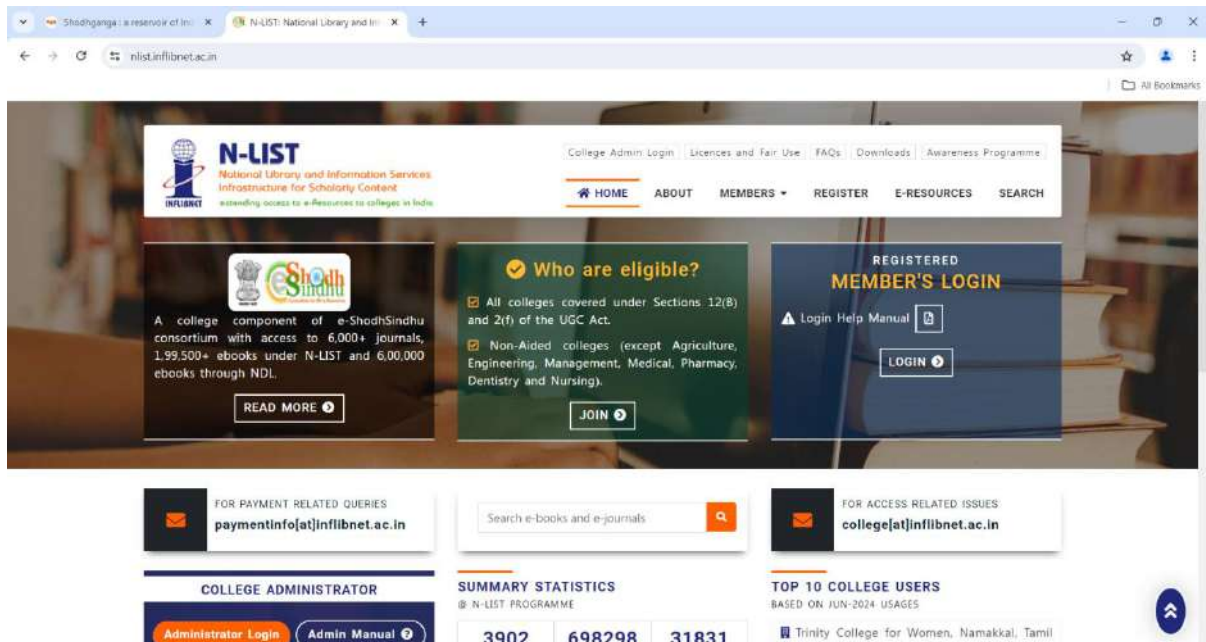 Shodhganga : a reservoir of Indi
N-LIST: National Library and Inf
nlist.inflibnet.ac.in
All Bookmarks
INFLIBNET
N-LIST
National Library and Information Services
Infrastructure for Scholarly Content
extending access to e-Resources to colleges in India
College Admin Login Licences and Fair Use FAQs Downloads Awareness Programme
HOME ABOUT MEMBERS REGISTER E-RESOURCES SEARCH
eShodh
Sindhu
A college component of e-ShodhSindhu
consortium with access to 6,000+ journals,
1,99,500+ ebooks under N-LIST and 6,00,000
ebooks through NDL.
READ MORE
Who are eligible?
All colleges covered under Sections 12(B)
and 2(f) of the UGC Act.
Non-Aided colleges (except Agriculture,
Engineering, Management, Medical, Pharmacy,
Dentistry and Nursing).
JOIN
REGISTERED
MEMBER'S LOGIN
Login Help Manual
LOGIN
FOR PAYMENT RELATED QUERIES
paymentinfo[at]inflibnet.ac.in
Search e-books and e-journals
FOR ACCESS RELATED ISSUES
college[at]inflibnet.ac.in
COLLEGE ADMINISTRATOR
Administrator Login Admin Manual
SUMMARY STATISTICS
@ N-LIST PROGRAMME
3902 698298 31831
TOP 10 COLLEGE USERS
BASED ON JUN-2024 USAGES
Trinity College for Women, Namakkal, Tamil